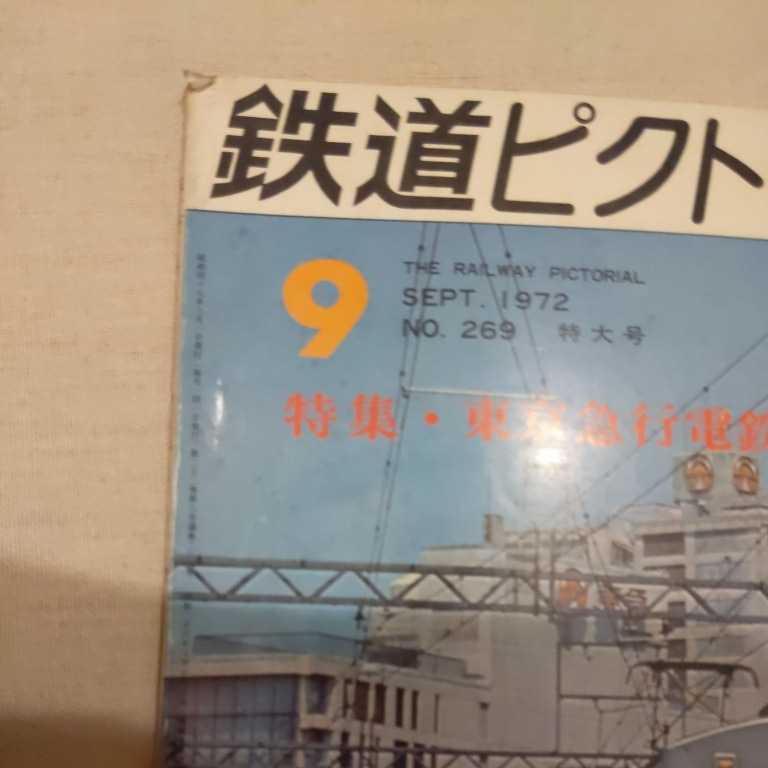 鉄道ピクト
9
THE RAILWAY PICTORIAL
SEPT. 1972
NO. 269 特大号
特集・東京急行電鉄